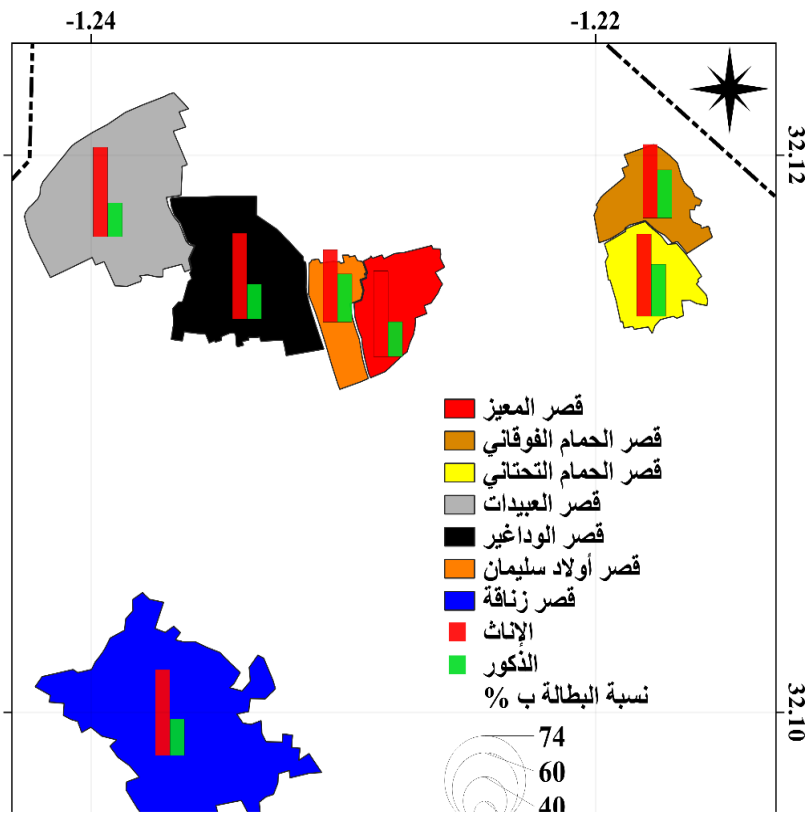 -1.24
-1.22
32.12
قصر المعيز
قصر الحمام الفوقاني
قصر الحمام التحتاني
قصر العبيدات
قصر الوداغير
قصر أولاد سليمان
قصر زناقة
الإناث
الذكور
نسبة البطالة ب %
32.10
74
60
40